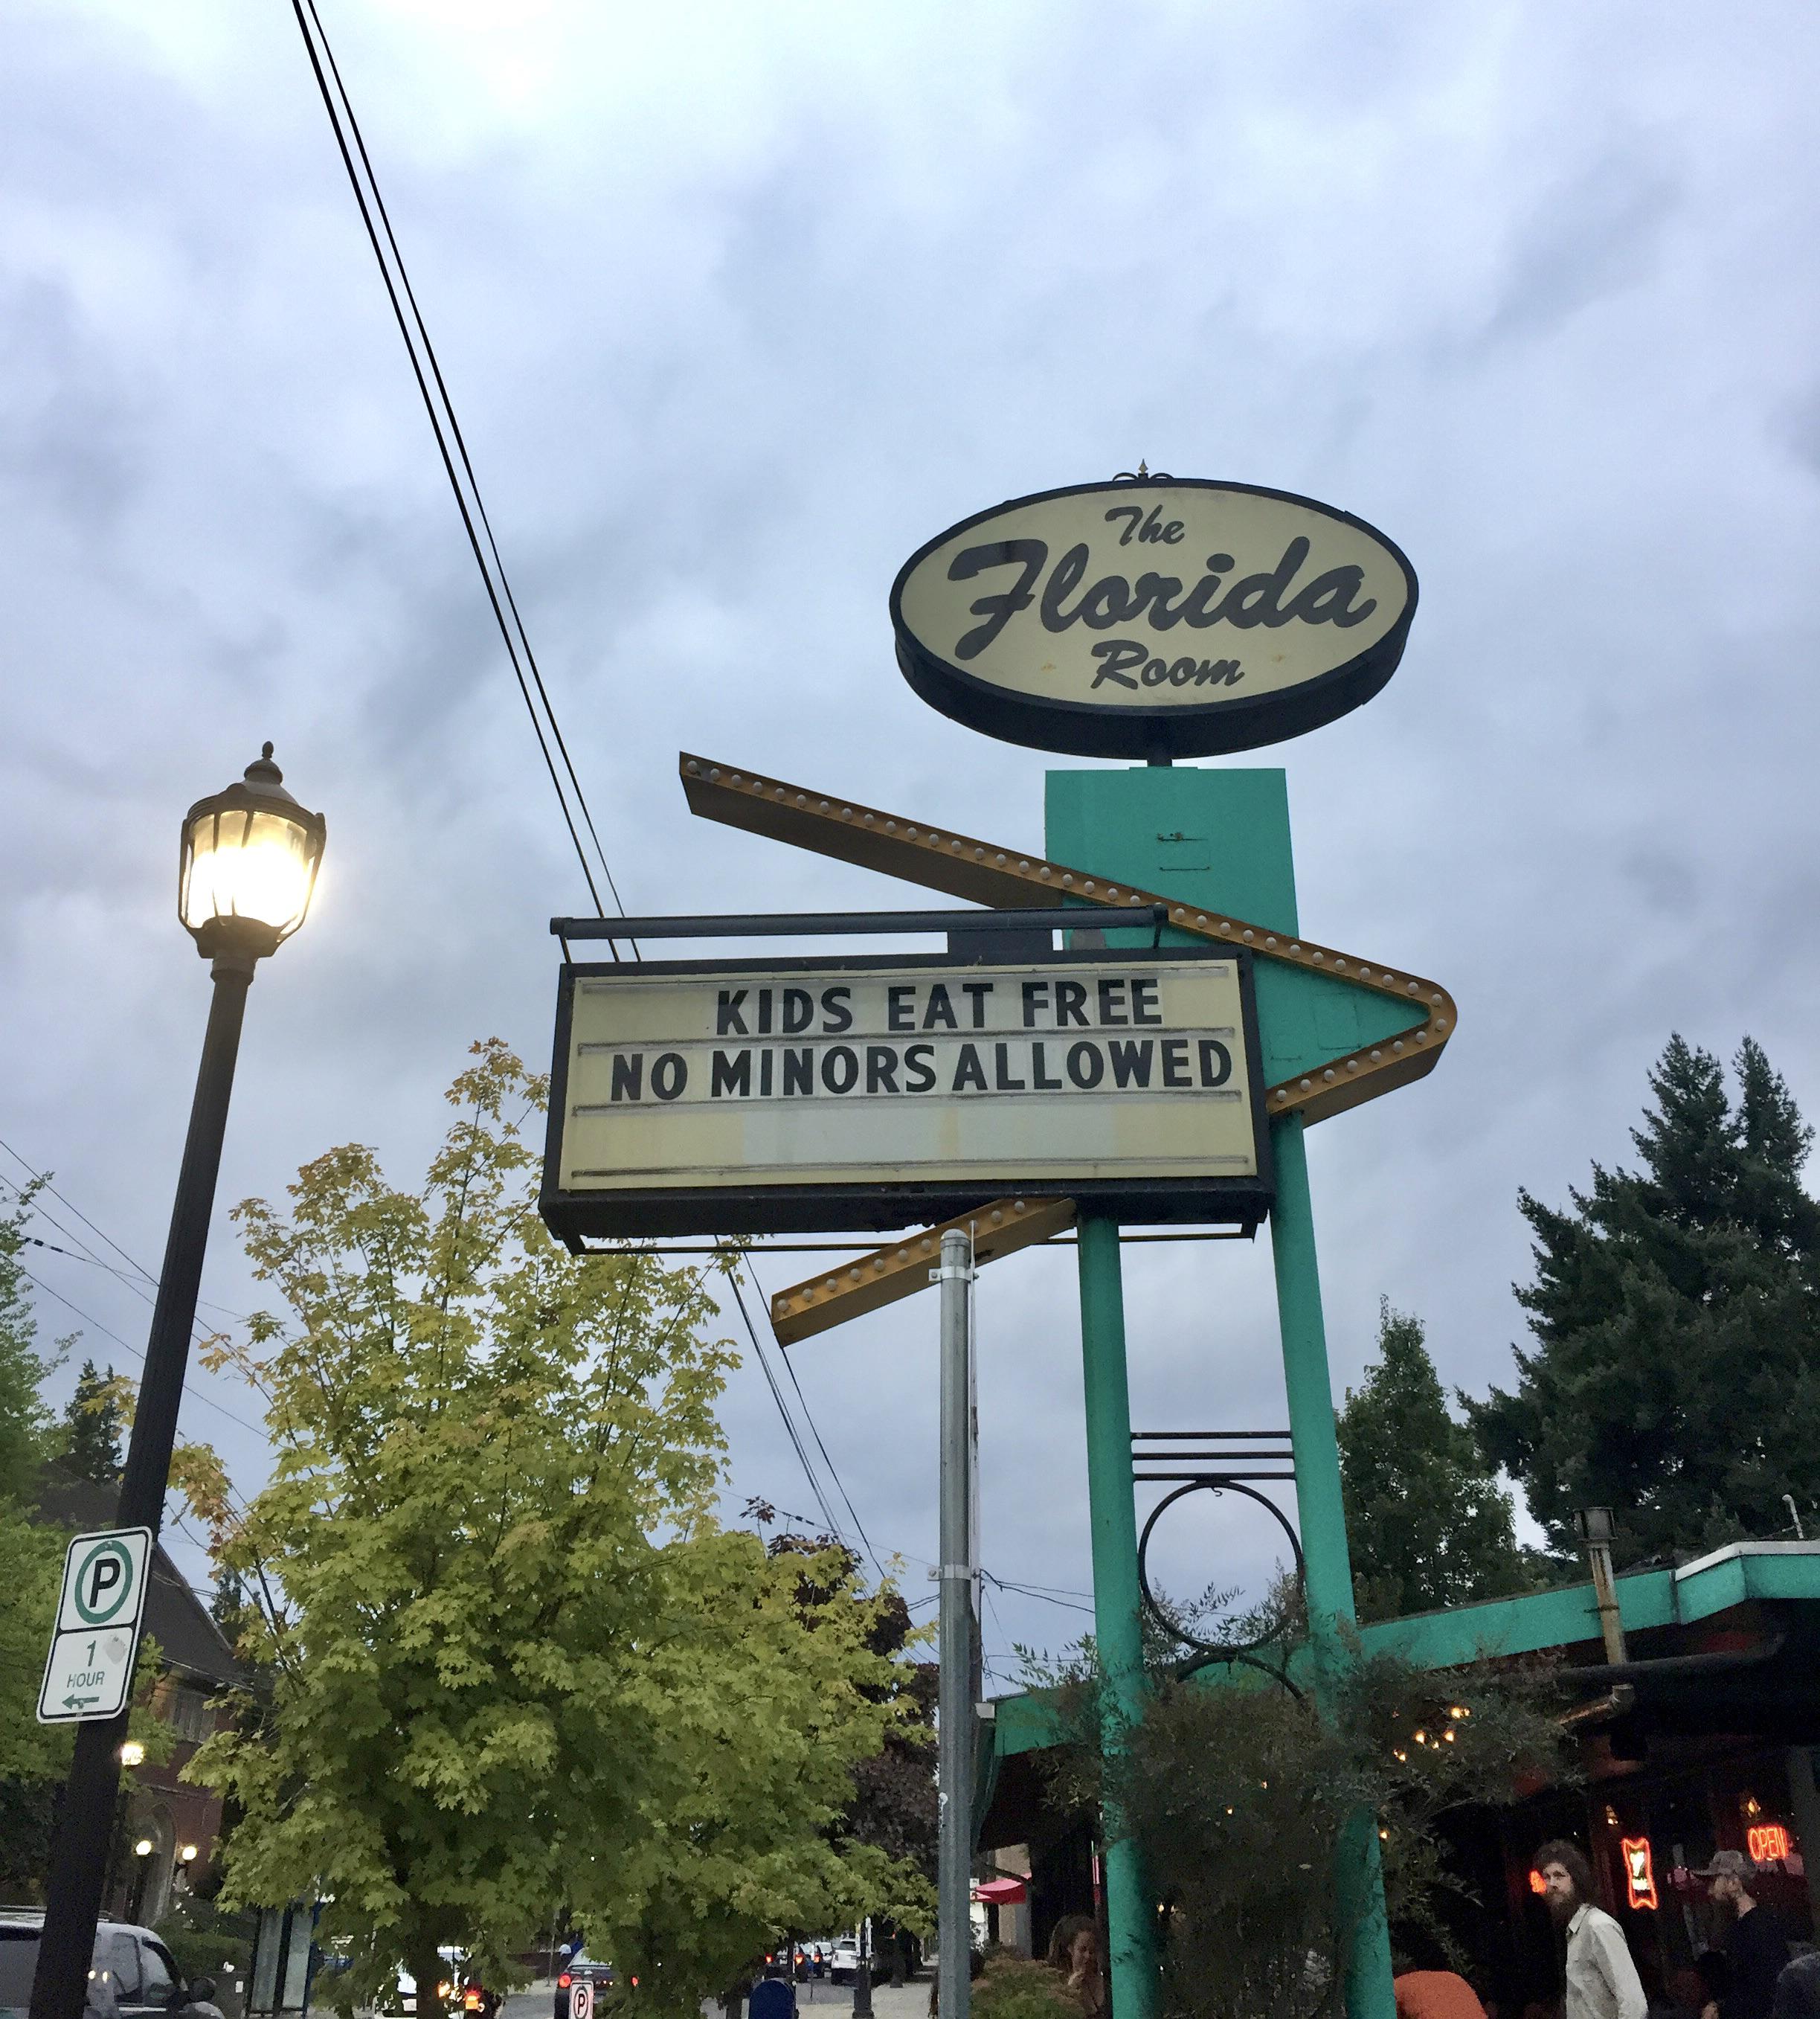 The
Florida
Room
KIDS EAT FREE
NO MINORS ALLOWED
P
1
HOUR
OPEN
P